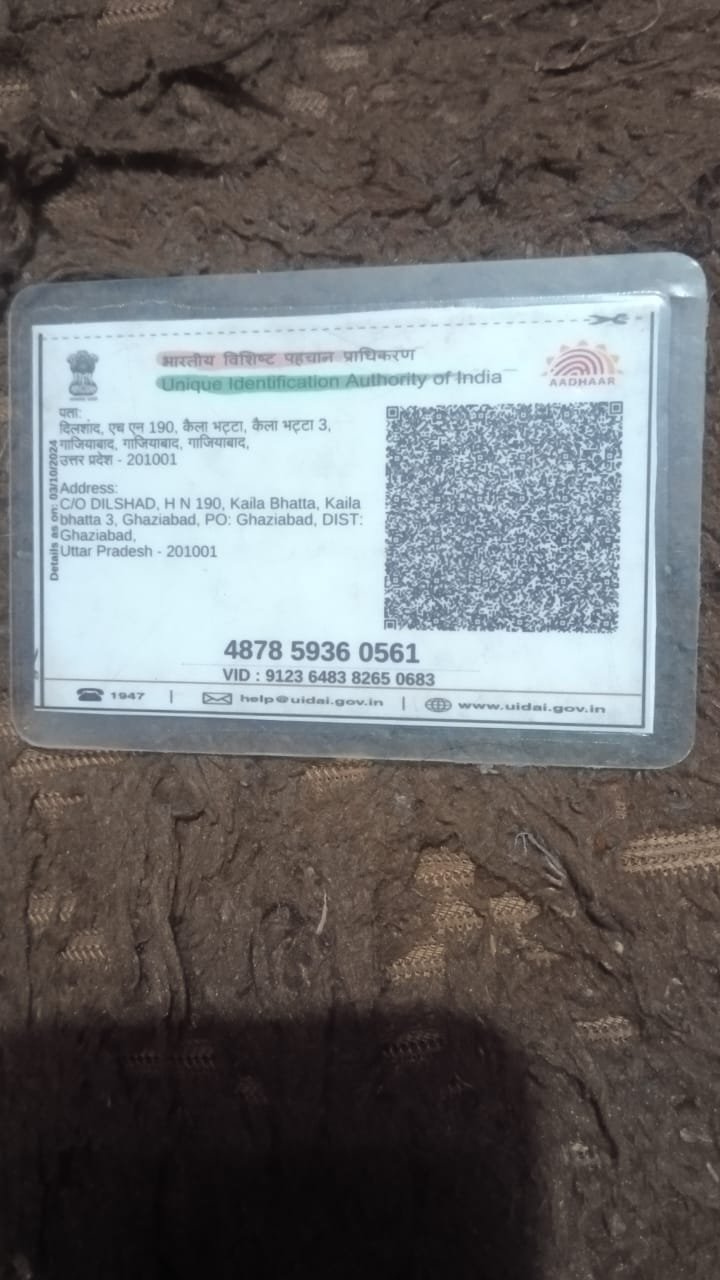 भारतीय विशिष्ट पहचान प्राधिकरण
Unique Identification Authority of India
AADHAAR
Details as on: 03/10/2024
पता:
दिलशाद, एच एन 190, कैला भट्टा, कैला भट्टा 3,
गाजियाबाद, गाजियाबाद, गाजियाबाद,
उत्तर प्रदेश - 201001
Address:
C/O DILSHAD, H N 190, Kaila Bhatta, Kaila
bhatta 3, Ghaziabad, PO: Ghaziabad, DIST:
Ghaziabad,
Uttar Pradesh - 201001
4878 5936 0561
VID : 9123 6483 8265 0683
1947 | help@uidai.gov.in | www.uidai.gov.in